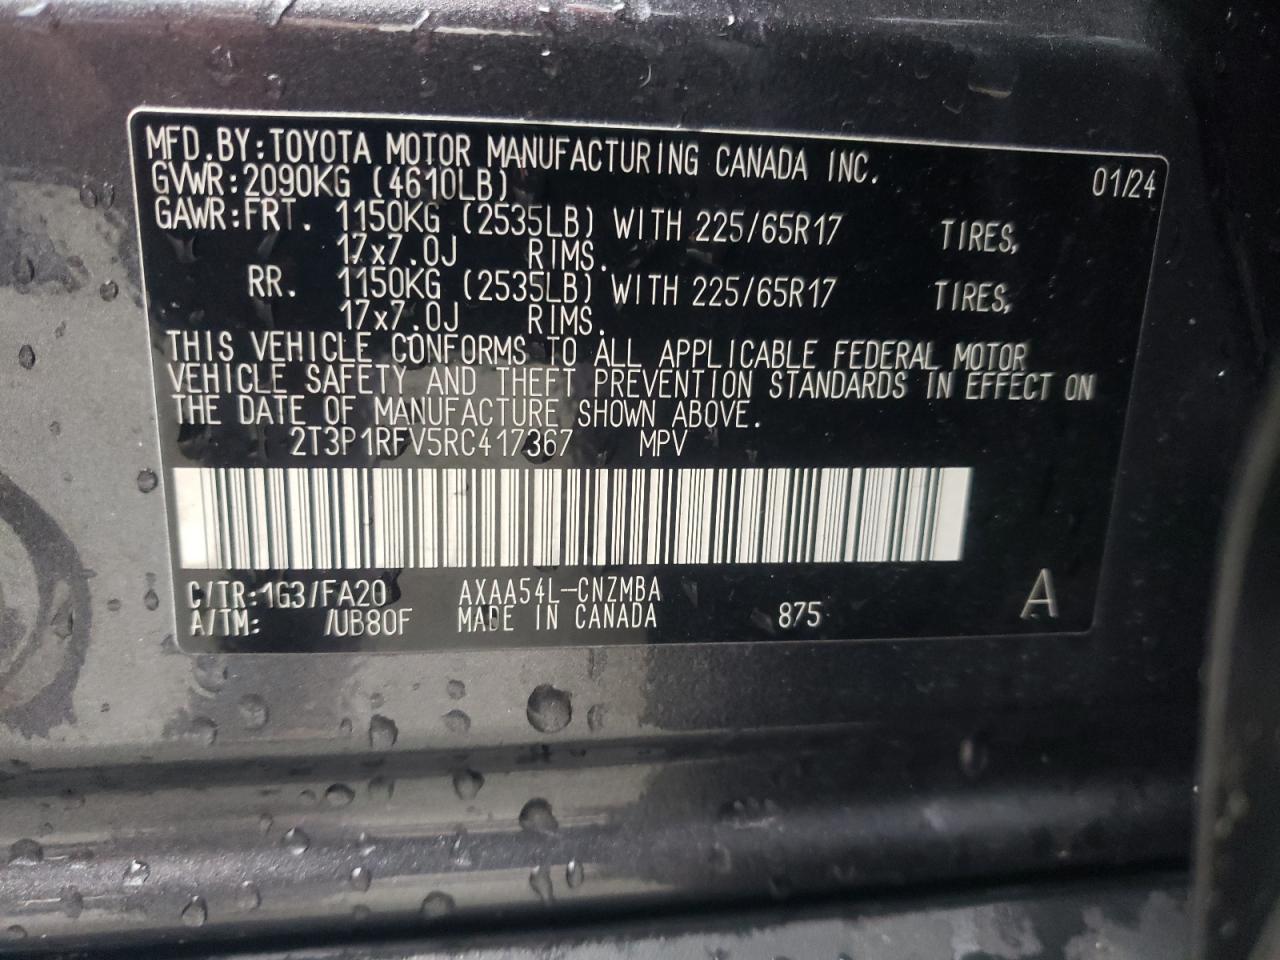 MFD.BY:TOYOTA MOTOR MANUFACTURING CANADA INC. 01/24
GVWR:2090KG (4610LB)
GAWR:FRT. 1150KG (2535LB) WITH 225/65R17 TIRES,
17x7.0J RIMS.
RR. 1150KG (2535LB) WITH 225/65R17 TIRES,
17x7.0J RIMS.
THIS VEHICLE CONFORMS TO ALL APPLICABLE FEDERAL MOTOR
VEHICLE SAFETY AND THEFT PREVENTION STANDARDS IN EFFECT ON
THE DATE OF MANUFACTURE SHOWN ABOVE.
2T3P1RFV5RC417367 MPV
C/TR:1G3/FA20 AXAA54L-CNZMBA
A/TM: /UB80F MADE IN CANADA 875 A